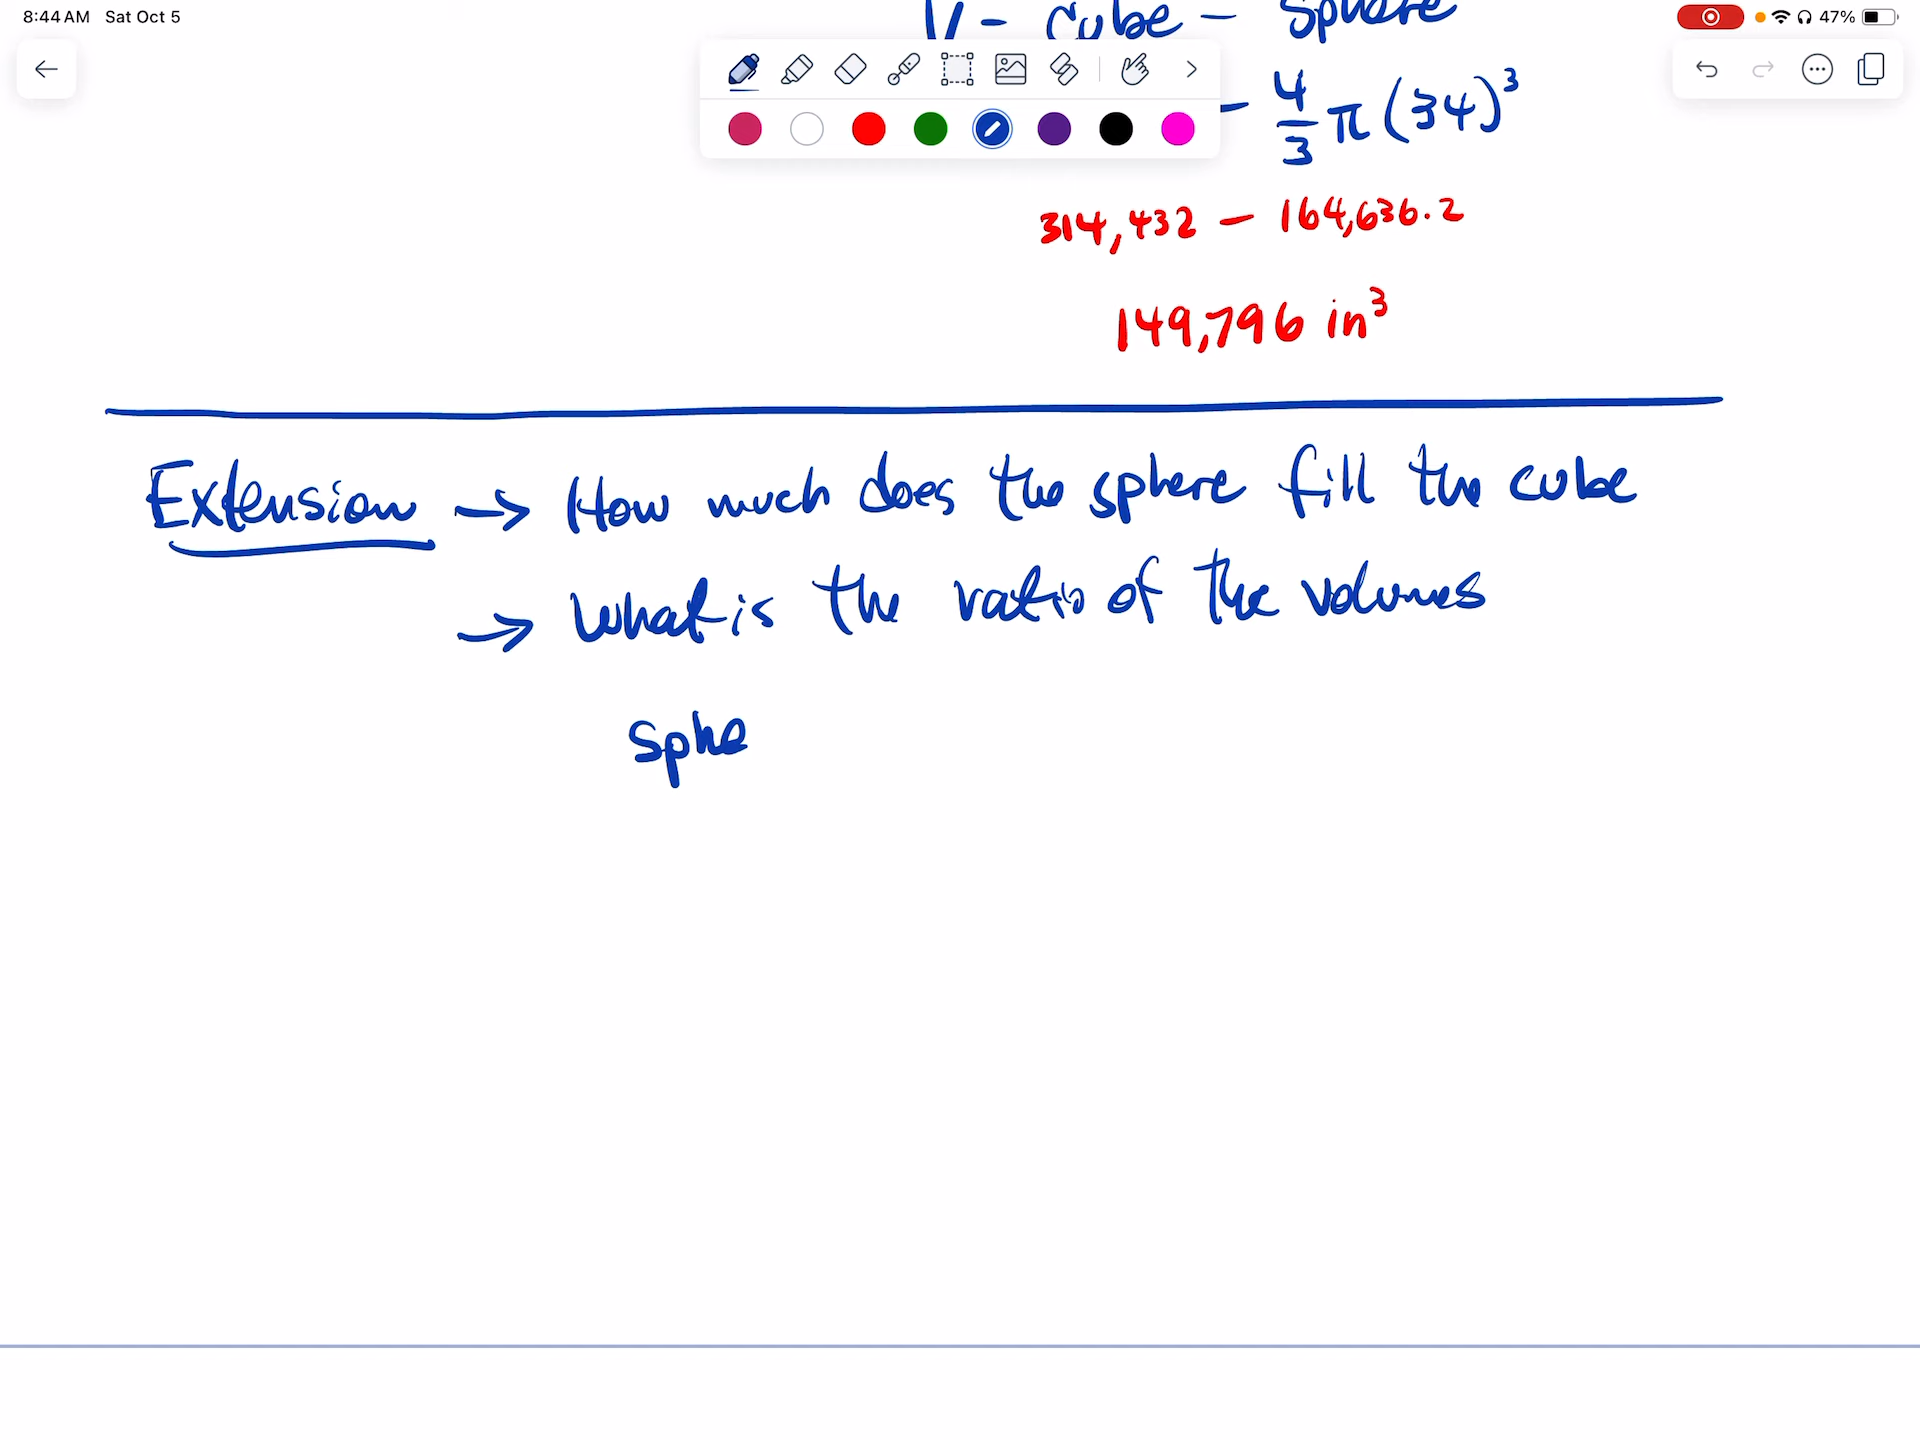 8:44 AM Sat Oct 5
47%
V = Cube - Sphere
- 4/3 π (34)³
314,432 - 164,636.2
149,796 in³
Extension → How much does the sphere fill the cube
→ What is the ratio of the volumes
Sphe